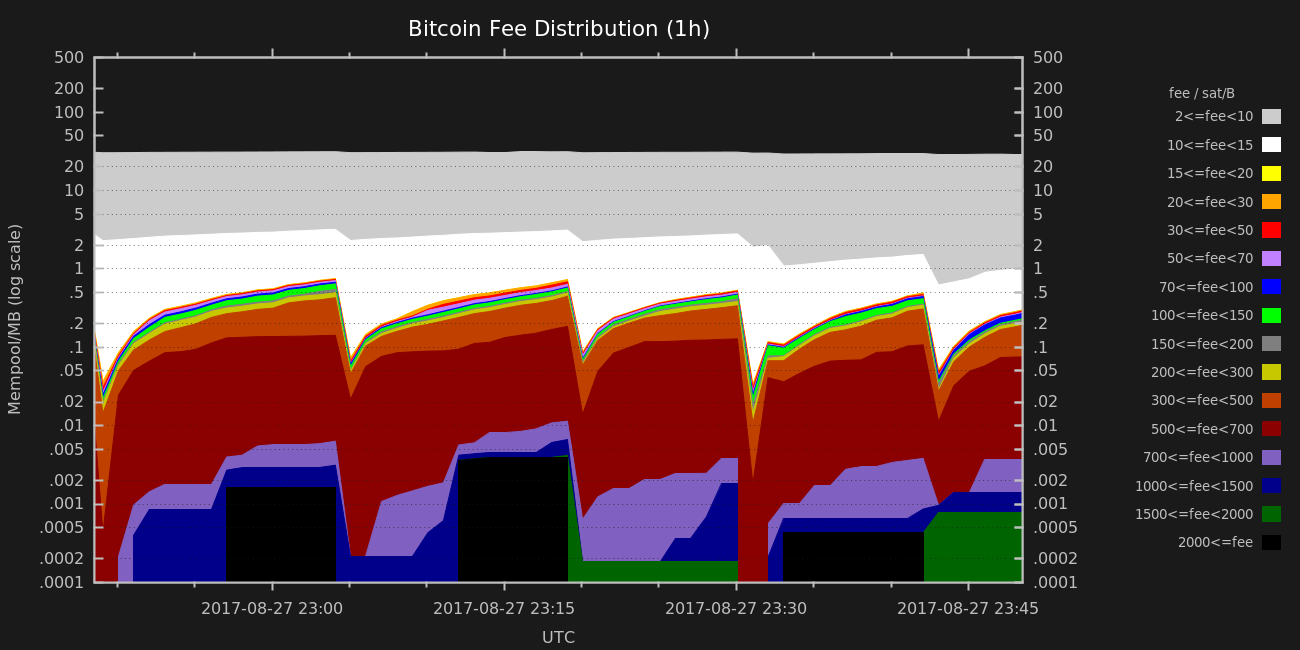 Bitcoin Fee Distribution (1h)
Mempool/MB (log scale)
500
200
100
50
20
10
5
2
1
.5
.2
.1
.05
.02
.01
.005
.002
.001
.0005
.0002
.0001
500
200
100
50
20
10
5
2
1
.5
.2
.1
.05
.02
.01
.005
.002
.001
.0005
.0002
.0001
2017-08-27 23:00
2017-08-27 23:15
2017-08-27 23:30
2017-08-27 23:45
UTC
fee / sat/B
2<=fee<10
10<=fee<15
15<=fee<20
20<=fee<30
30<=fee<50
50<=fee<70
70<=fee<100
100<=fee<150
150<=fee<200
200<=fee<300
300<=fee<500
500<=fee<700
700<=fee<1000
1000<=fee<1500
1500<=fee<2000
2000<=fee